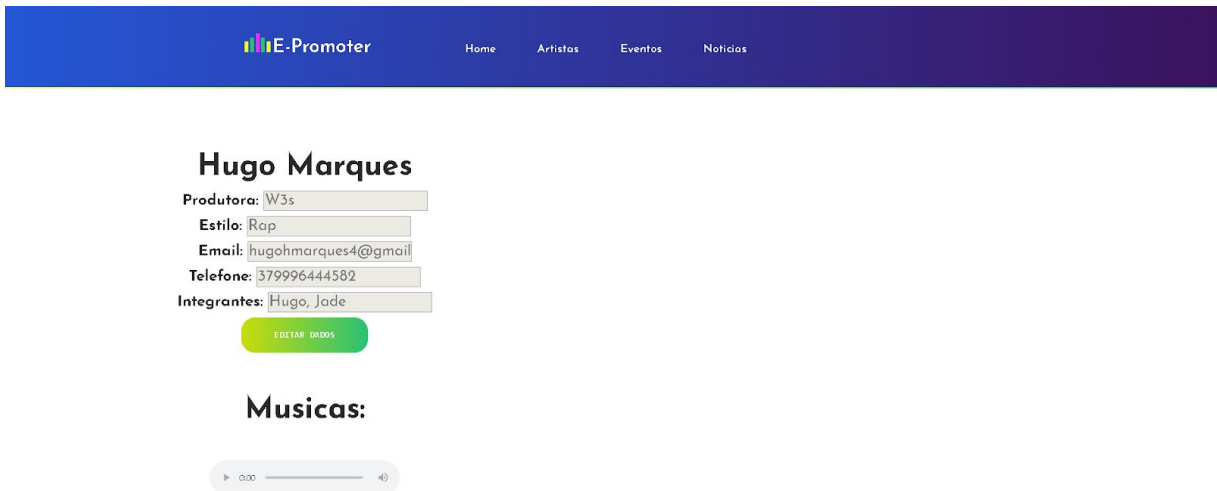 E-Promoter Home Artistas Eventos Noticias
Hugo Marques
Produtora: W3s
Estilo: Rap
Email: hugohmarques4@gmail
Telefone: 379996444582
Integrantes: Hugo, Jade
EDITAR DADOS
Musicas:
0:00